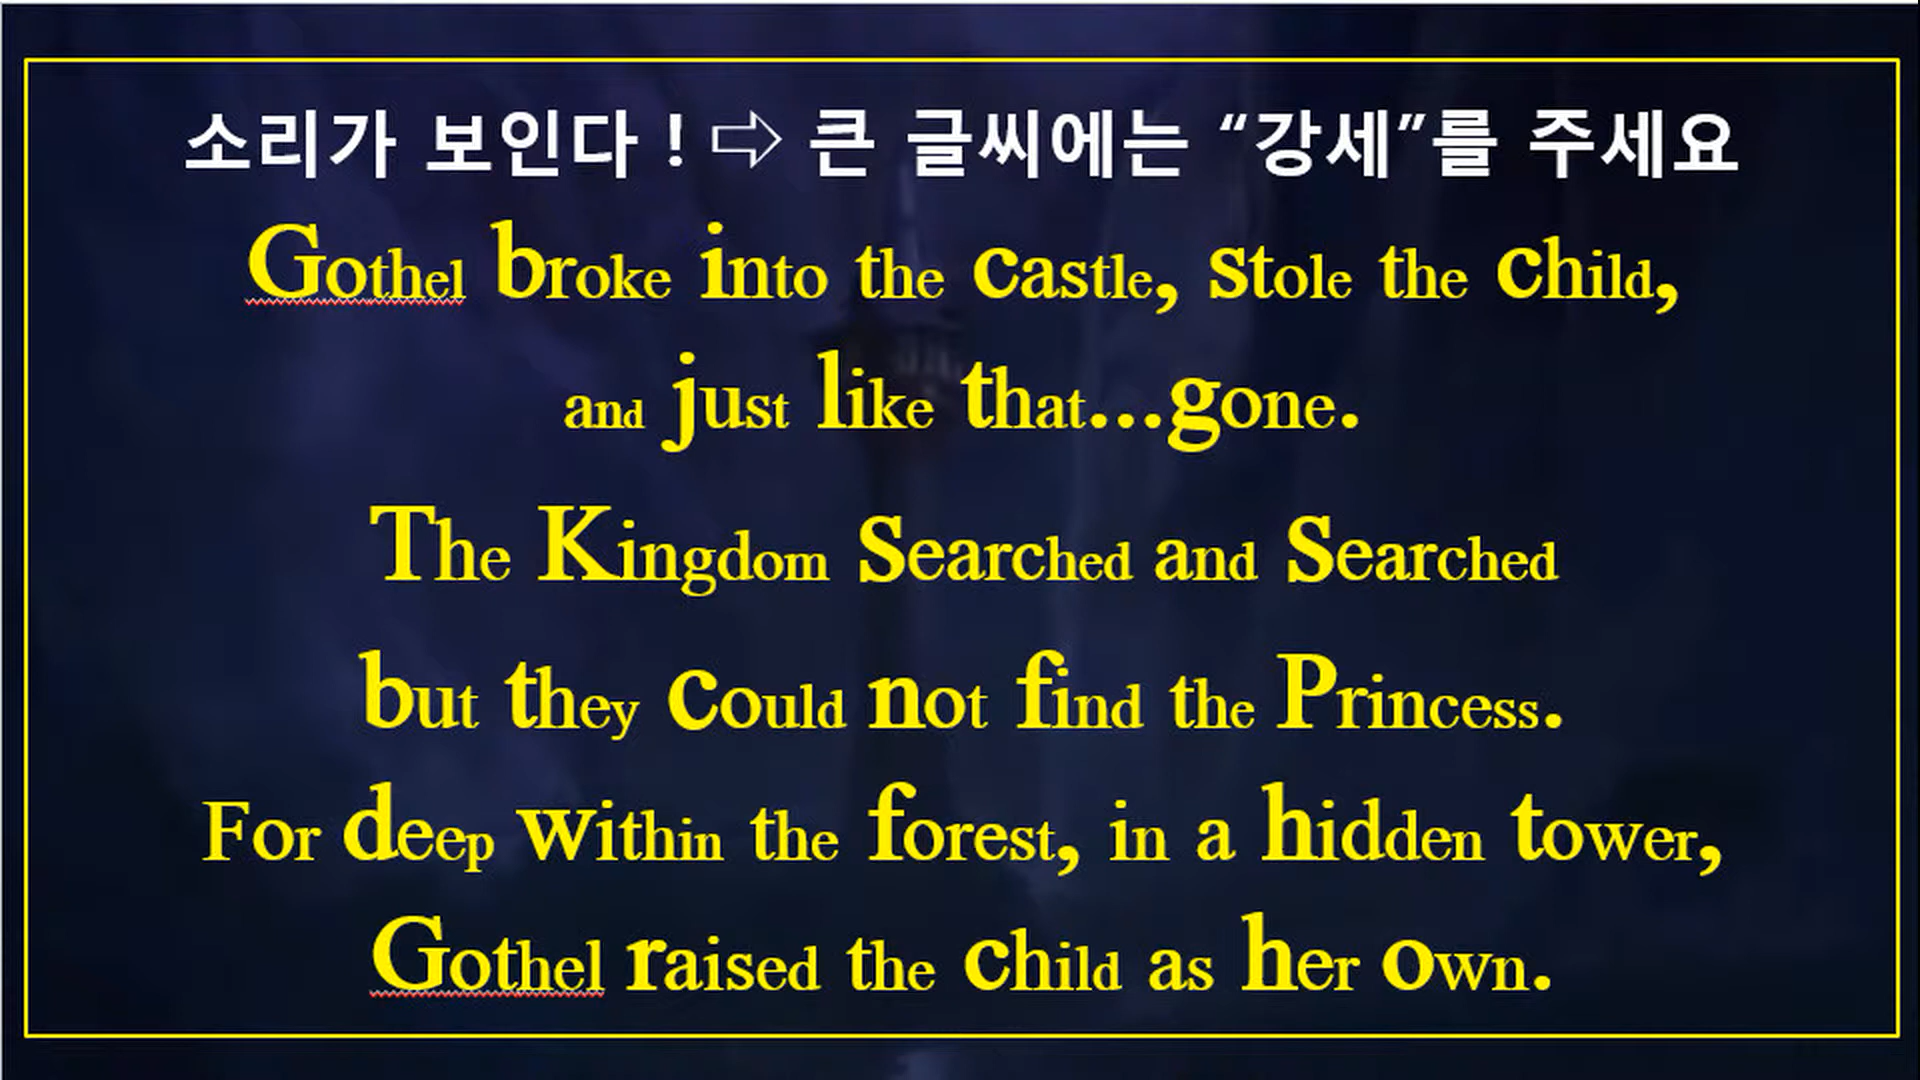 소리가 보인다 ! ⇨ 큰 글씨에는 “강세”를 주세요
Gothel broke into the castle, stole the child,
and just like that...gone.
The Kingdom Searched and Searched
but they could not find the Princess.
For deep within the forest, in a hidden tower,
Gothel raised the child as her own.